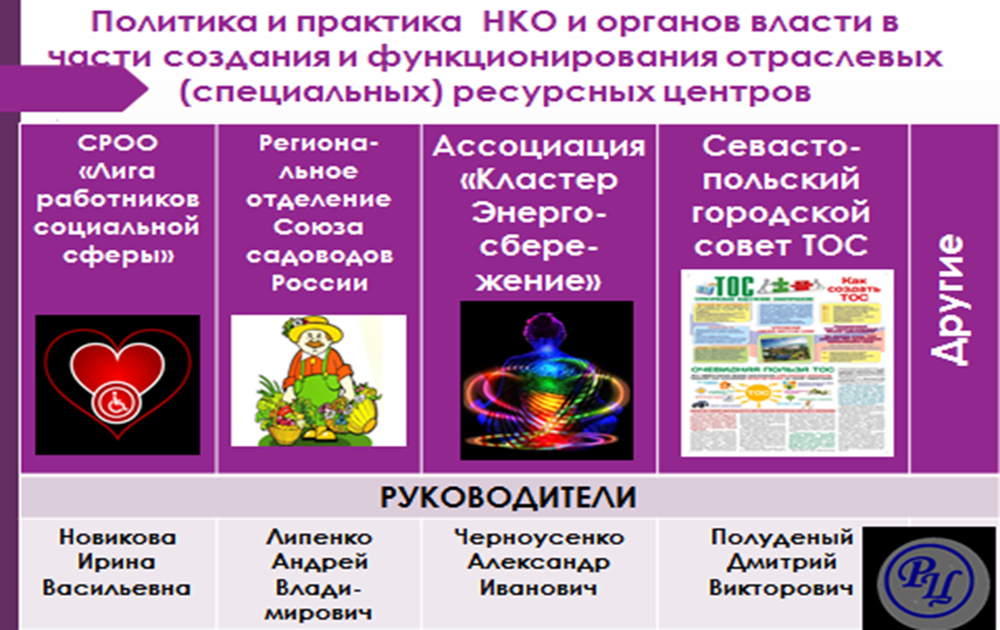 Политика и практика НКО и органов власти в
части создания и функционирования отраслевых
(специальных) ресурсных центров
СРОО
«Лига
работников
социальной
сферы»
Региона-
льное
отделение
Союза
садоводов
России
Ассоциация
«Кластер
Энерго-
сбере-
жение»
Севасто-
польский
городской
совет ТОС
ТОС
Как
создать
ТОС
ОЧЕВИДНАЯ ПОЛЬЗА ТОС
ТОС
Другие
РУКОВОДИТЕЛИ
Новикова
Ирина
Васильевна
Липенко
Андрей
Влади-
мирович
Черноусенко
Александр
Иванович
Полуденый
Дмитрий
Викторович
РЦ